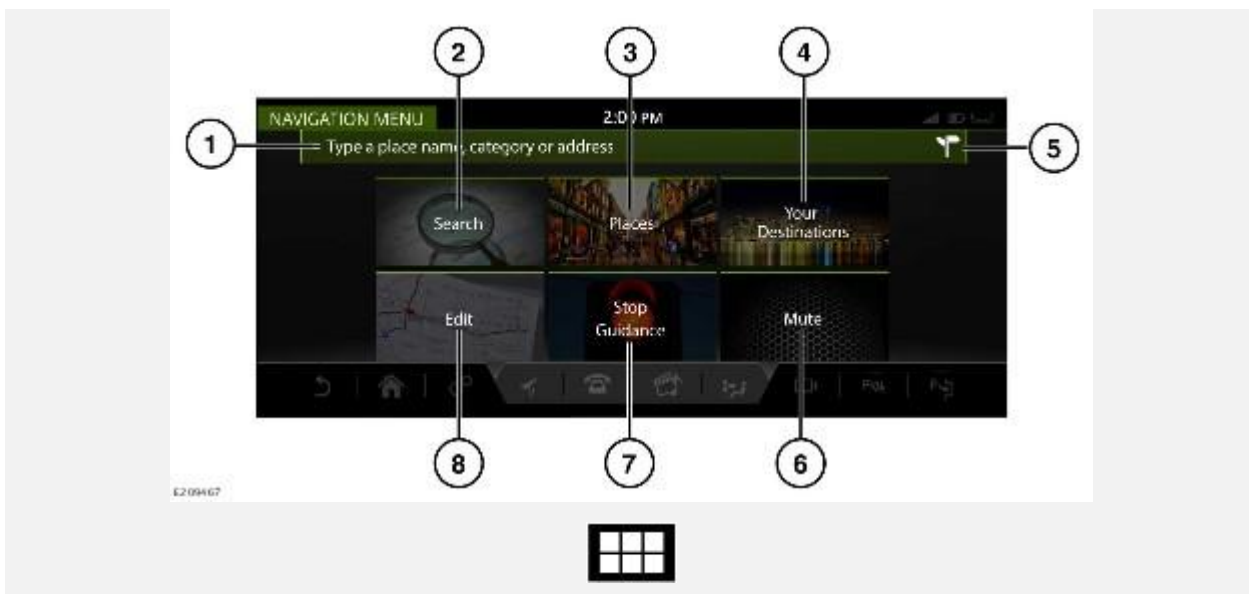 2
3
4
NAVIGATION MENU
2:00 PM
1
Type a place name, category or address
5
Search
Places
Your
Destinations
Edit
Stop
Guidance
Mute
8
7
6
E209467